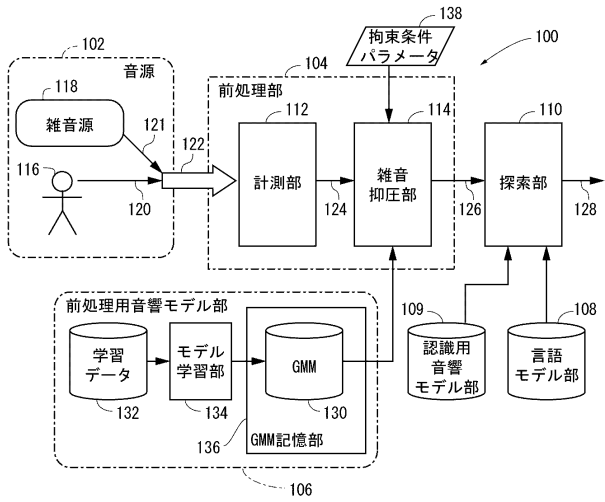 138
拘束条件
パラメータ
100
102
音源
104
前処理部
118
雑音源
121
116
120
122
112
計測部
124
114
雑音
抑圧部
126
110
探索部
128
前処理用音響モデル部
学習
データ
132
モデル
学習部
134
GMM
130
136
GMM記憶部
106
109
認識用
音響
モデル部
108
言語
モデル部